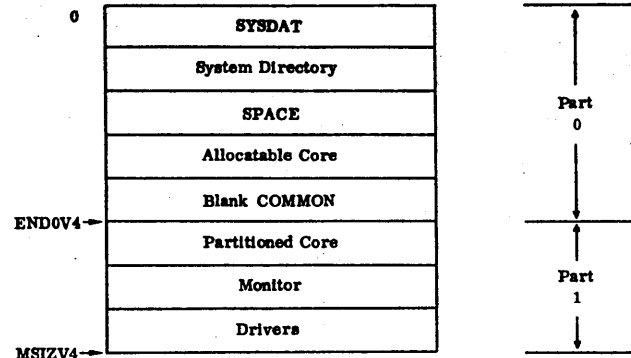 0
SYSDAT
System Directory
SPACE
Allocatable Core
Blank COMMON
END0V4
Partitioned Core
Monitor
Drivers
MSIZV4
Part
0
Part
1